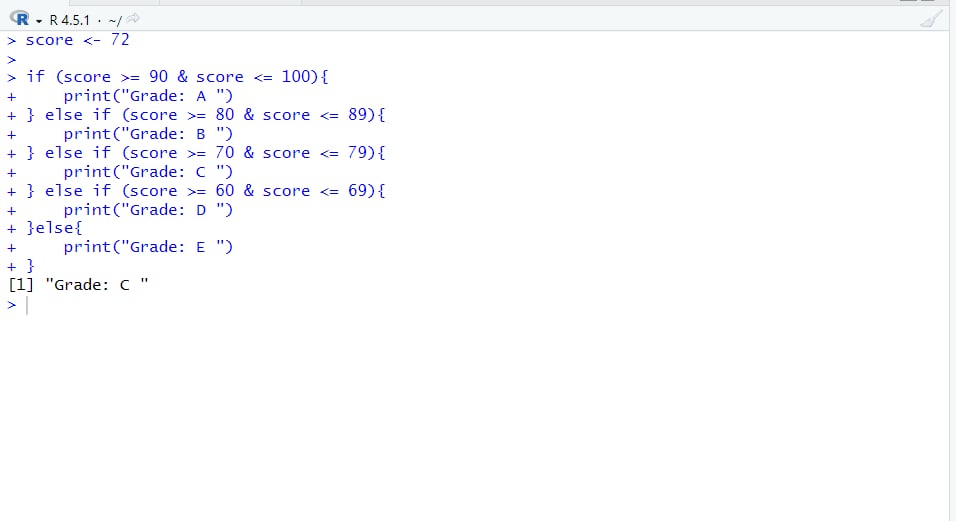 R R 4.5.1 · ~/
> score <- 72
>
> if (score >= 90 & score <= 100){
+     print("Grade: A ")
+ } else if (score >= 80 & score <= 89){
+     print("Grade: B ")
+ } else if (score >= 70 & score <= 79){
+     print("Grade: C ")
+ } else if (score >= 60 & score <= 69){
+     print("Grade: D ")
+ }else{
+     print("Grade: E ")
+ }
[1] "Grade: C "
>